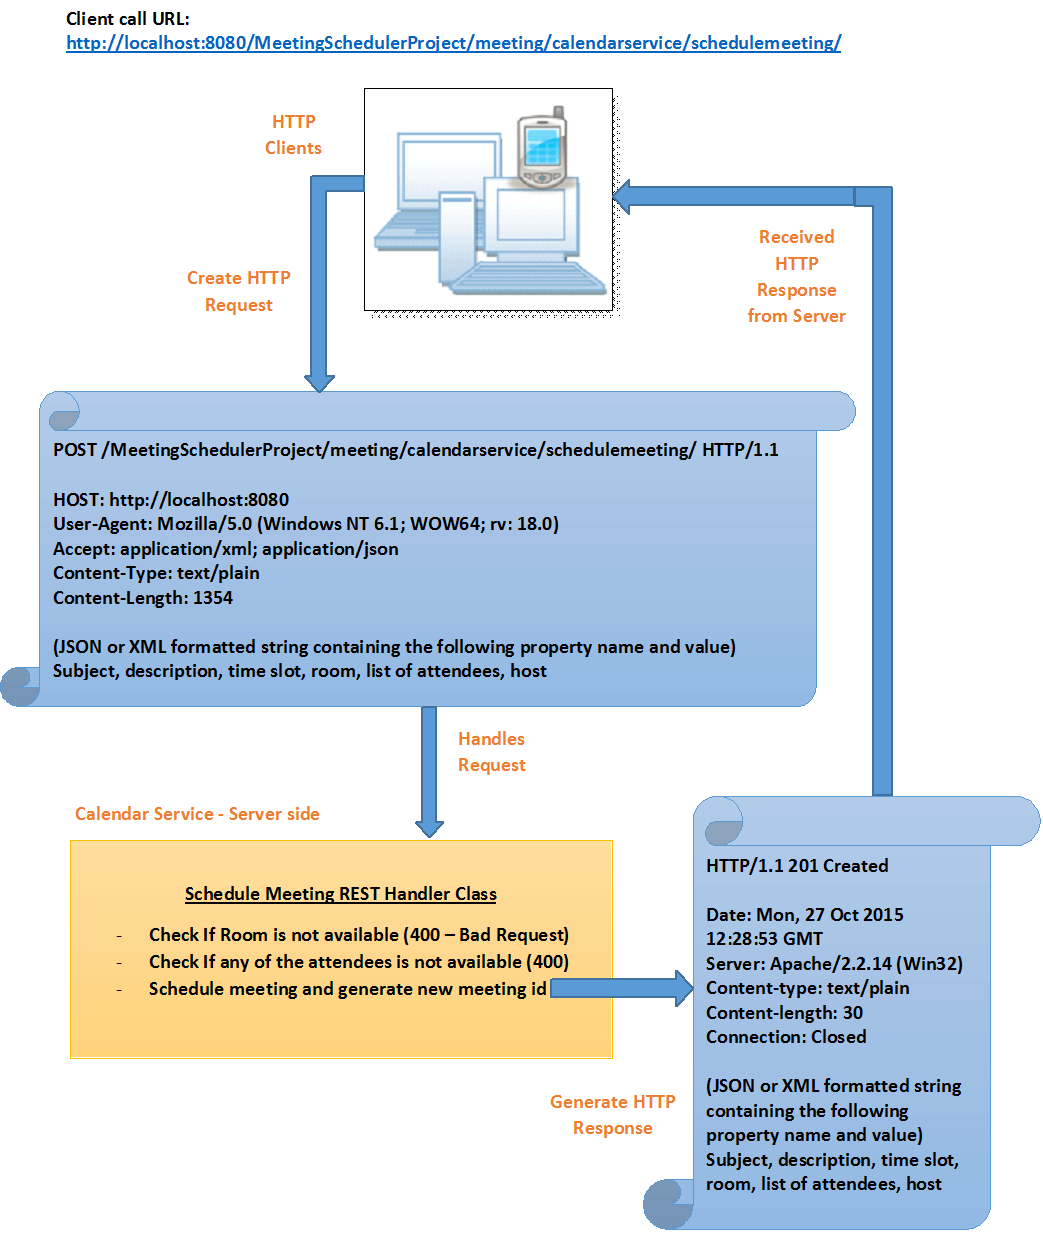 Client call URL:
http://localhost:8080/MeetingSchedulerProject/meeting/calendarservice/schedulemeeting/
HTTP
Clients
Create HTTP
Request
Received
HTTP
Response
from Server
POST /MeetingSchedulerProject/meeting/calendarservice/schedulemeeting/ HTTP/1.1
HOST: http://localhost:8080
User-Agent: Mozilla/5.0 (Windows NT 6.1; WOW64; rv: 18.0)
Accept: application/xml; application/json
Content-Type: text/plain
Content-Length: 1354
(JSON or XML formatted string containing the following property name and value)
Subject, description, time slot, room, list of attendees, host
Handles
Request
Calendar Service - Server side
Schedule Meeting REST Handler Class
- Check If Room is not available (400 – Bad Request)
- Check If any of the attendees is not available (400)
- Schedule meeting and generate new meeting id
Generate HTTP
Response
HTTP/1.1 201 Created
Date: Mon, 27 Oct 2015
12:28:53 GMT
Server: Apache/2.2.14 (Win32)
Content-type: text/plain
Content-length: 30
Connection: Closed
(JSON or XML formatted string
containing the following
property name and value)
Subject, description, time slot,
room, list of attendees, host